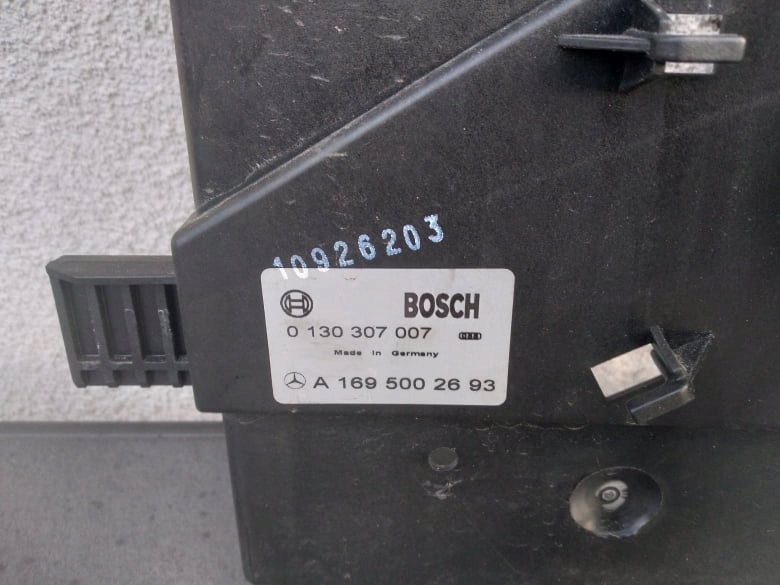 10926203
BOSCH
0 130 307 007
Made in Germany
A 169 500 26 93